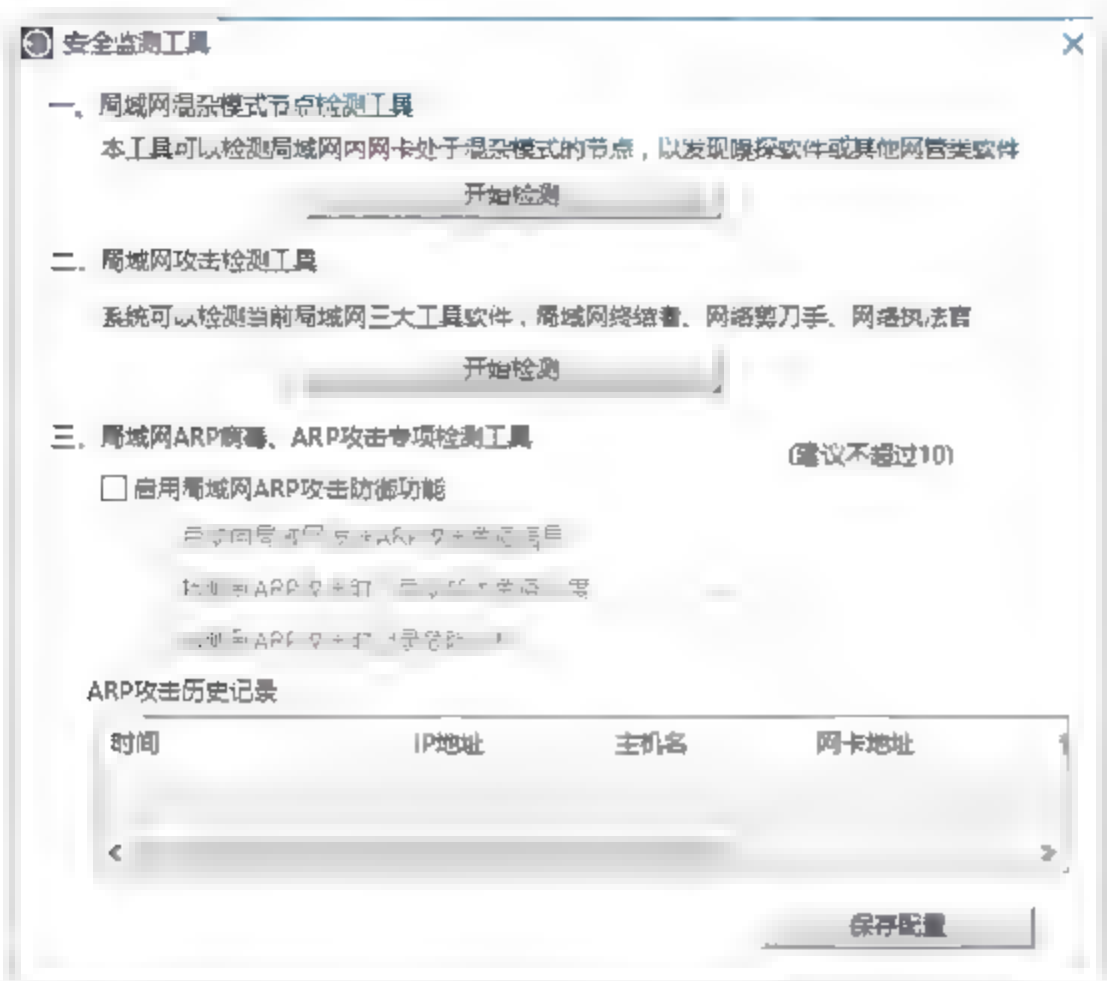 安全监测工具
一、局域网混杂模式节点检测工具
本工具可以检测局域网内网卡处于混杂模式的节点，以发现嗅探软件或其他网管类软件
开始检测
二、局域网攻击检测工具
系统可以检测当前局域网三大工具软件，局域网终结者、网络剪刀手、网络执法官
开始检测
三、局域网ARP病毒、ARP攻击专项检测工具
(建议不超过10)
启用局域网ARP攻击防御功能
ARP攻击历史记录
时间 IP地址 主机名 网卡地址
保存配置